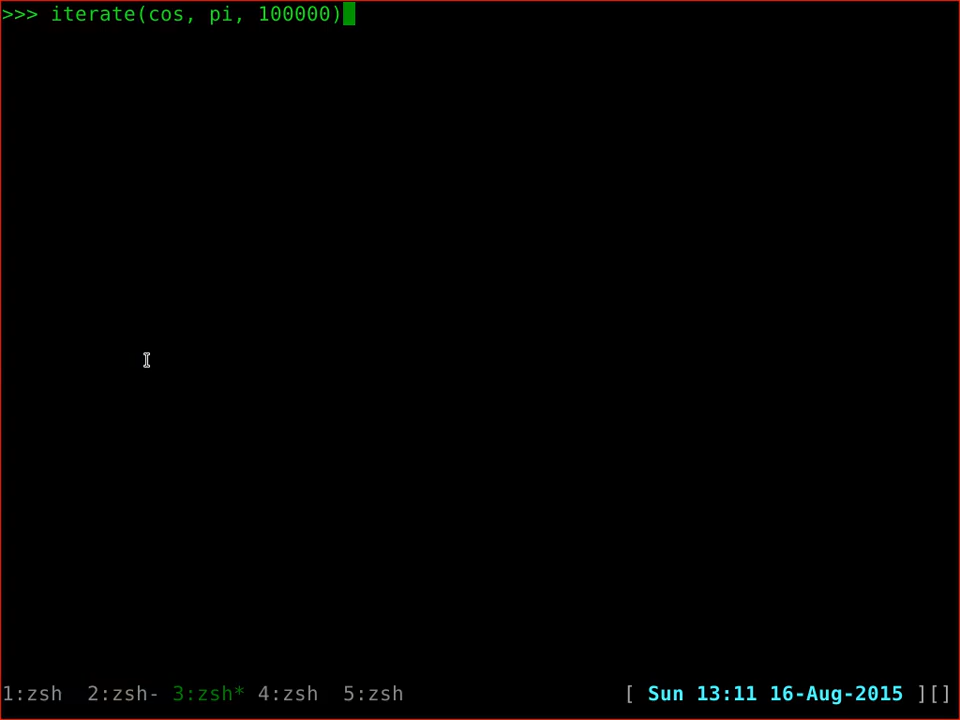 >>> iterate(cos, pi, 100000)
1:zsh  2:zsh- 3:zsh* 4:zsh  5:zsh [ Sun 13:11 16-Aug-2015 ][]